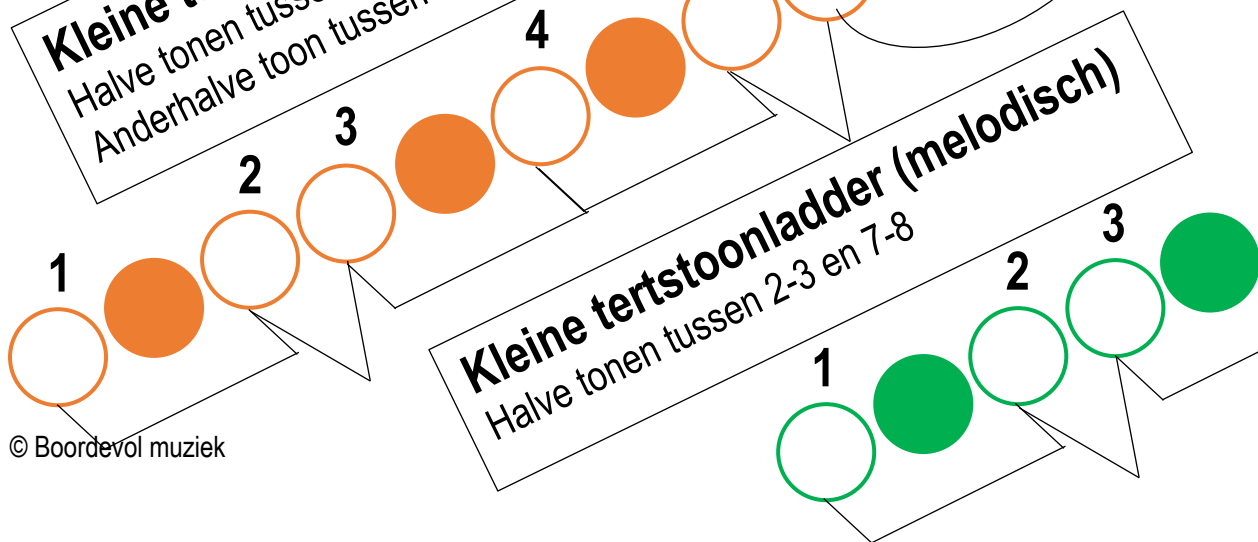 Kleine t
Halve tonen tusse
Anderhalve toon tussen
1
2
3
4
Kleine tertstoonladder (melodisch)
Halve tonen tussen 2-3 en 7-8
1
2
3
© Boordevol muziek